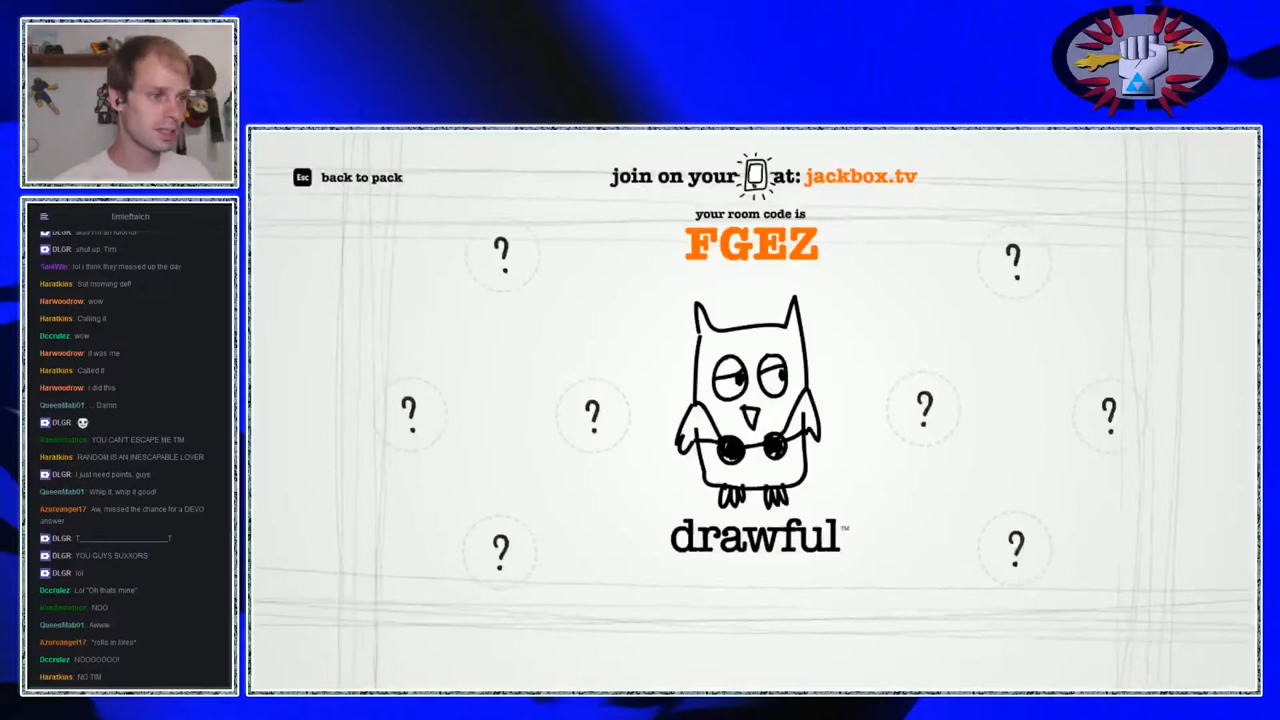 Esc back to pack
join on your at: jackbox.tv
your room code is
FGEZ
? ?
? ? ? ?
? ?
drawful™
timleftwich
DLGR: shut up, Tim
lol i think they messed up the day
Haratkins: Sat morning def!
Harwoodrow: wow
Haratkins: Calling it
Dccrulez: wow
Harwoodrow: it was me
Haratkins: Called it
Harwoodrow: i did this
QueenMab01: .. Damn
DLGR:
YOU CAN'T ESCAPE ME TIM
Haratkins: RANDOM IS AN INESCAPABLE LOVER
DLGR: I just need points, guys
QueenMab01: Whip it, whip it good!
Azureangel17: Aw, missed the chance for a DEVO
answer
DLGR: T______________________T
DLGR: YOU GUYS SUXXORS
DLGR: lol
Dccrulez: Lol "Oh thats mine"
NOO
QueenMab01: Awww
Azureangel17: *rolls in likes*
Dccrulez: NOOOOOOO!
Haratkins: NO TIM